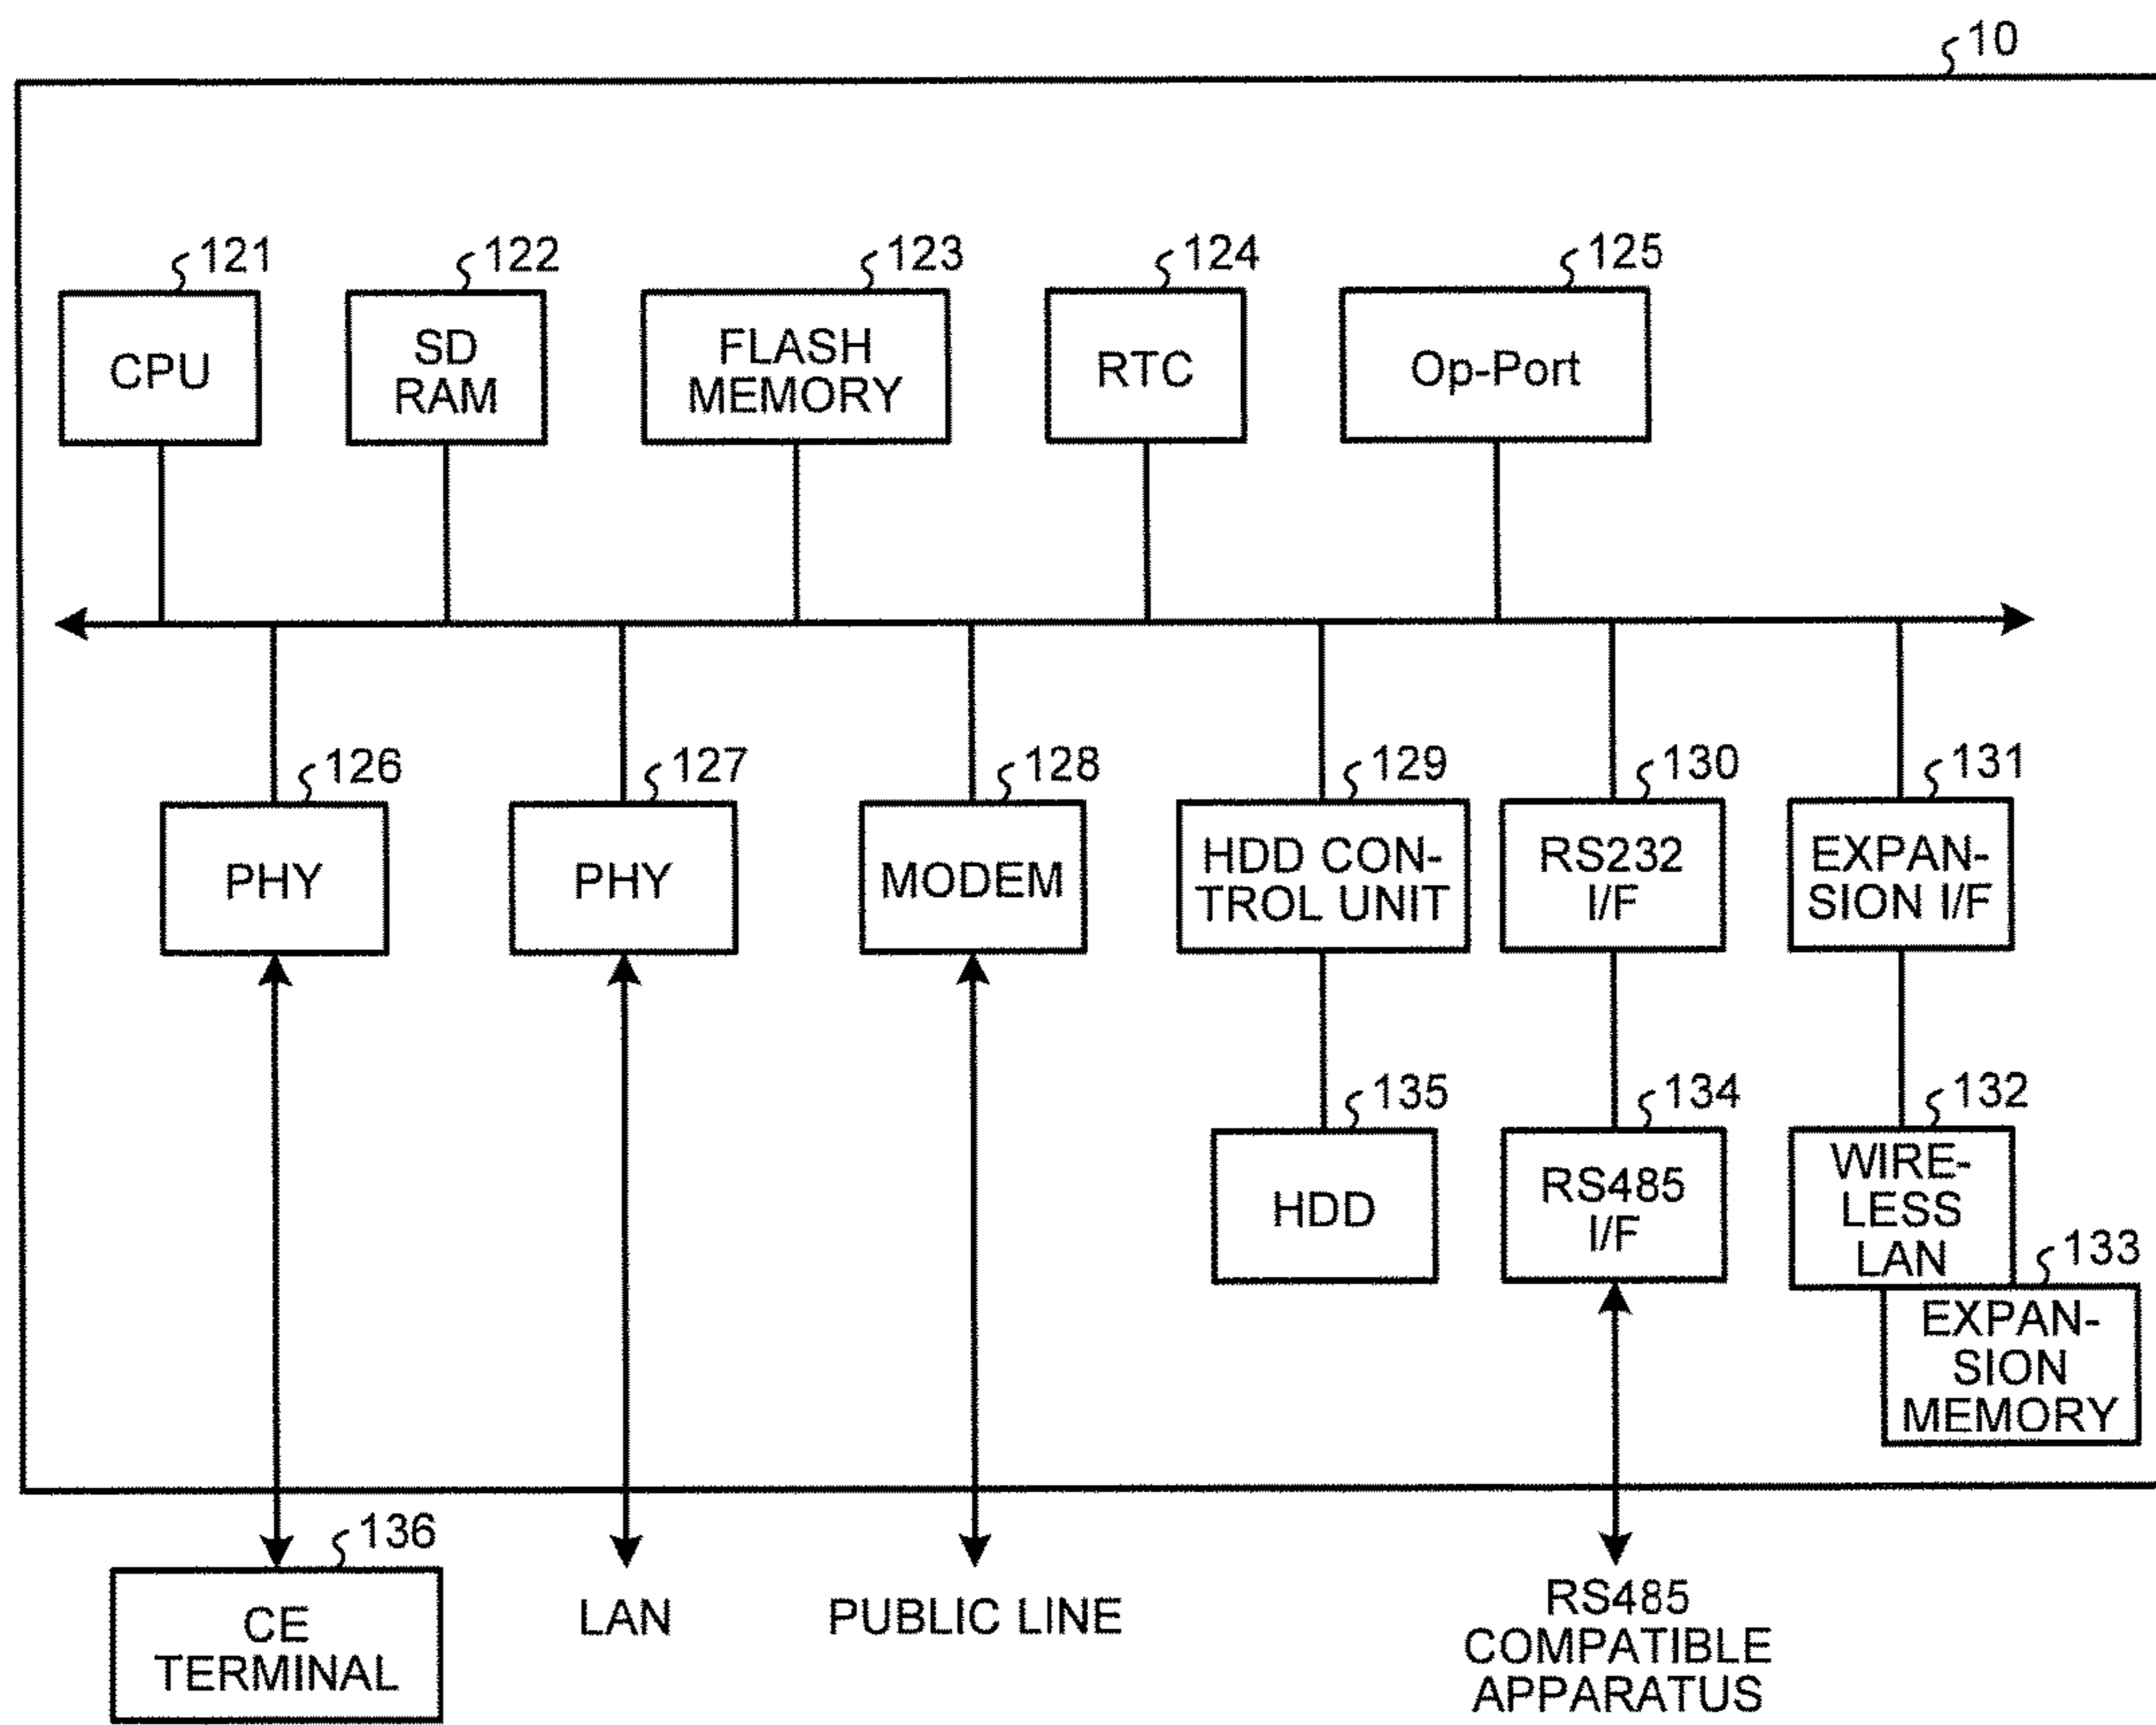 10
121
122
123
124
125
CPU
SD
RAM
FLASH
MEMORY
RTC
Op-Port
126
127
128
129
130
131
PHY
PHY
MODEM
HDD CON-
TROL UNIT
RS232
I/F
EXPAN-
SION I/F
135
134
132
HDD
RS485
I/F
WIRE-
LESS
LAN
133
EXPAN-
SION
MEMORY
136
CE
TERMINAL
LAN
PUBLIC LINE
RS485
COMPATIBLE
APPARATUS